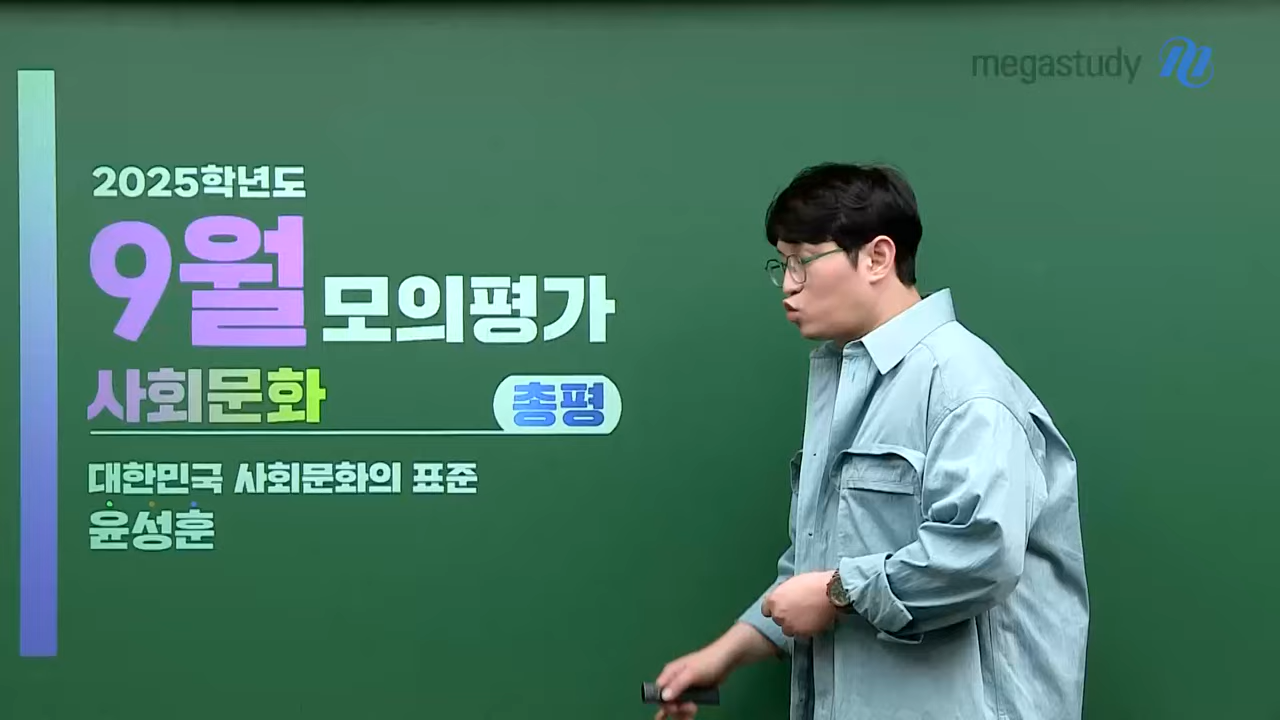 megastudy
2025학년도
9월 모의평가
사회문화 총평
대한민국 사회문화의 표준
윤성훈